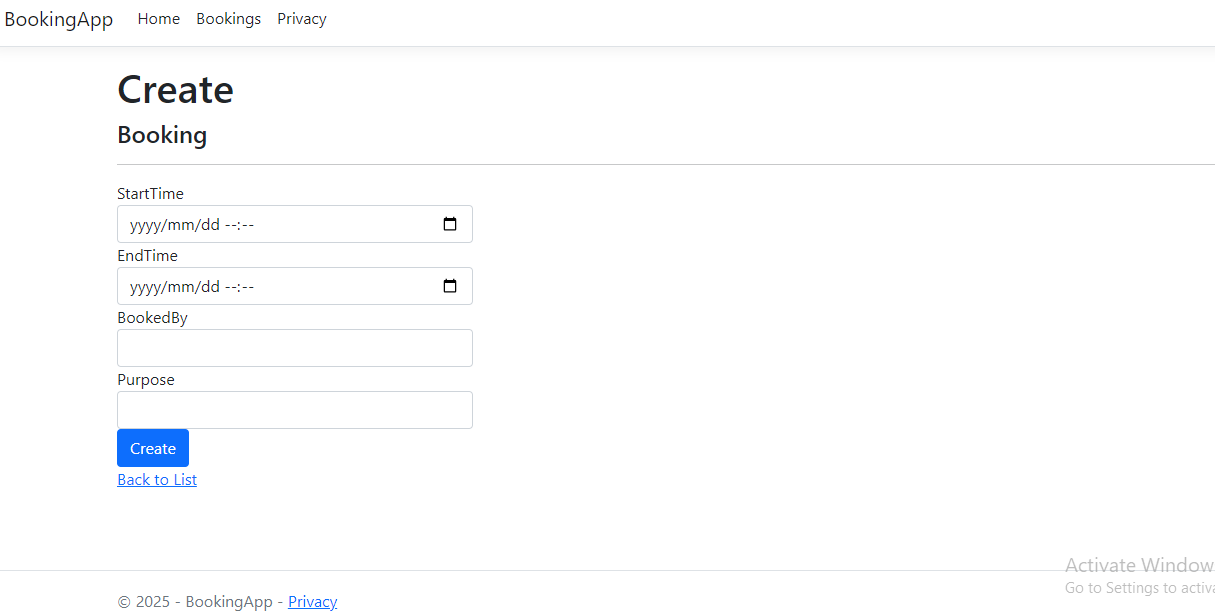 BookingApp Home Bookings Privacy
Create
Booking
StartTime
yyyy/mm/dd --:--
EndTime
yyyy/mm/dd --:--
BookedBy
Purpose
Create
Back to List
Activate Window
Go to Settings to activa
© 2025 - BookingApp - Privacy